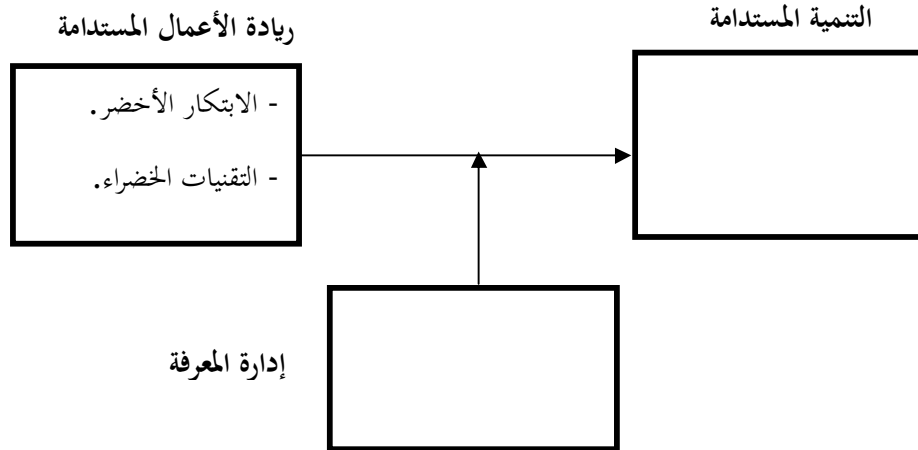 التنمية المستدامة
ريادة الأعمال المستدامة
- الابتكار الأخضر.
- التقنيات الخضراء.
إدارة المعرفة